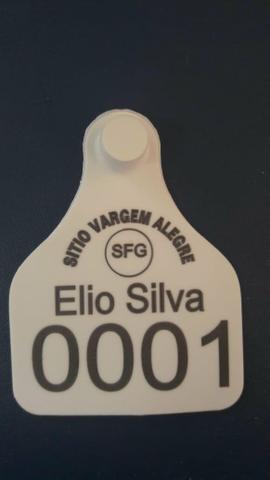 SITIO VARGEM ALEGRE
SFG
Elio Silva
0001